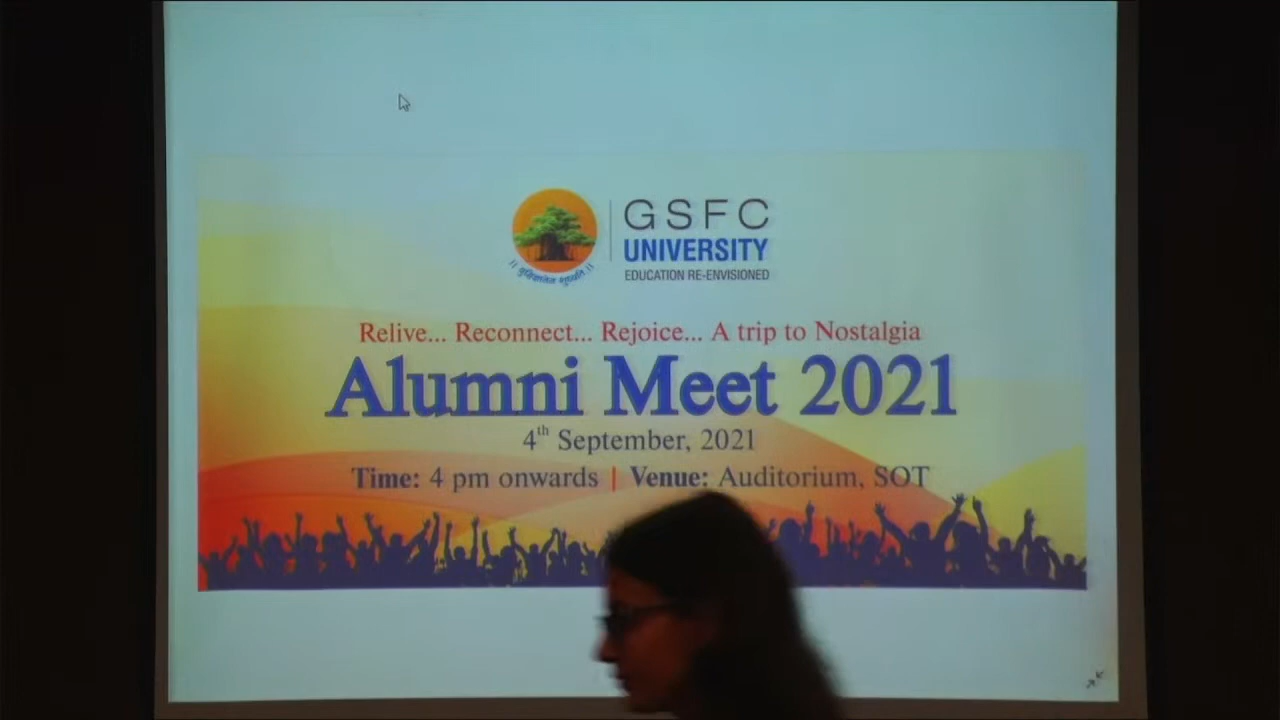 GSFC
UNIVERSITY
EDUCATION RE-ENVISIONED
Relive... Reconnect... Rejoice... A trip to Nostalgia
Alumni Meet 2021
4th September, 2021
Time: 4 pm onwards | Venue: Auditorium, SOT